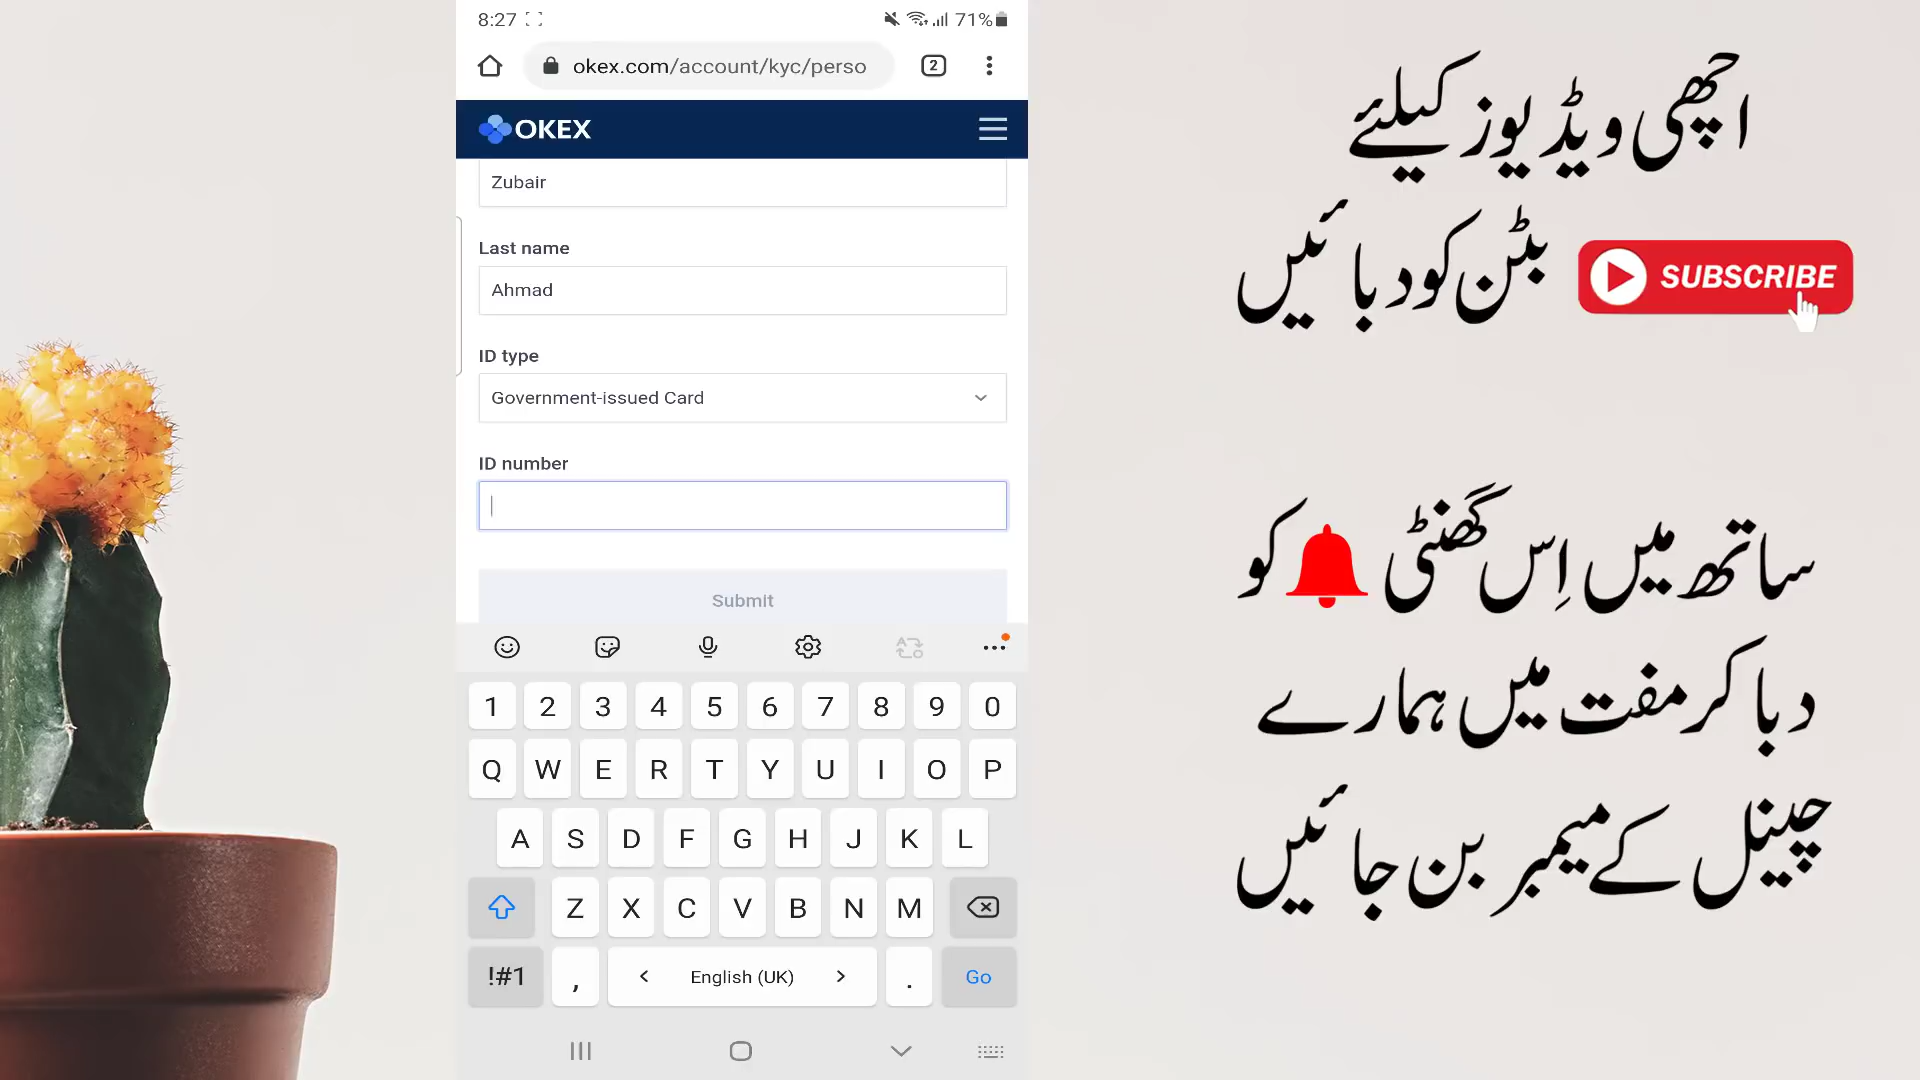 8:27
71%
okex.com/account/kyc/perso
2
OKEX
Zubair
Last name
Ahmad
ID type
Government-issued Card
ID number
Submit
1 2 3 4 5 6 7 8 9 0
Q W E R T Y U I O P
A S D F G H J K L
Z X C V B N M
!#1 , < English (UK) > . Go
اچھی ویڈیوز کیلئے
بٹن کو دبائیں SUBSCRIBE
ساتھ میں اِس گھنٹی کو
دبا کر مفت میں ہمارے
چینل کے میمبر بن جائیں